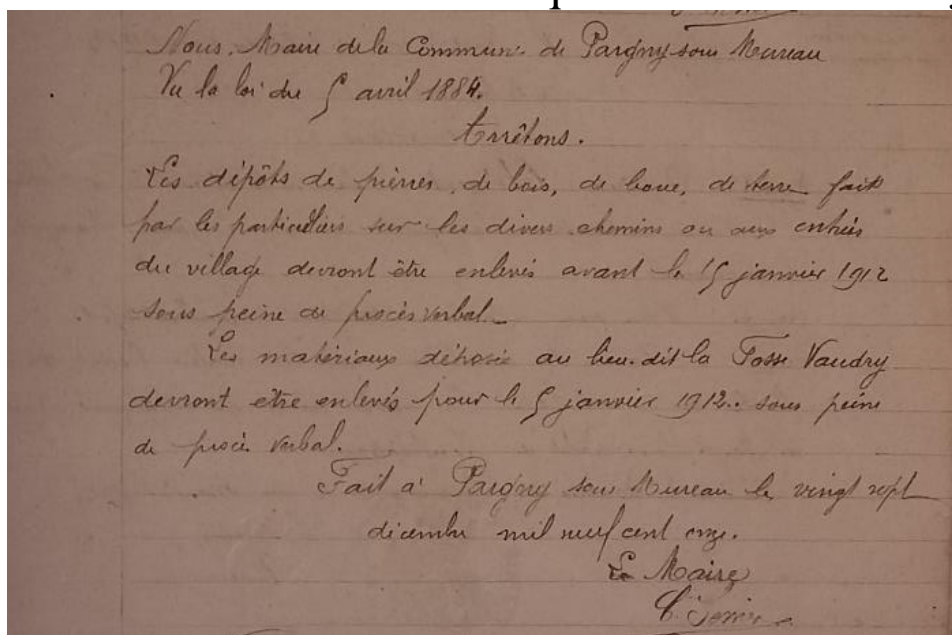 Nous, Maire de la Commune de Pargny sous Mureau
Vu la loi du 5 avril 1884.
Arrêtons.
Les dépôts de pierres, de bois, de boue, de terre fait
par les particuliers sur les divers chemins ou aux entrées
du village devront être enlevés avant le 15 janvier 1912
sous peine de procès verbal
Les matériaux déposés au lieu dit la Fosse Vaudry
devront etre enlevés pour le 5 janvier 1912. sous peine
de procès verbal.
Fait à Pargny sous Mureau le vingt sept
décembre mil neuf cent onze.
Le Maire